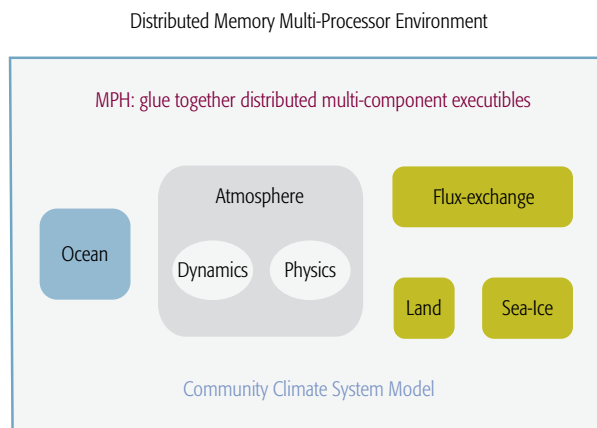 Distributed Memory Multi-Processor Environment
MPH: glue together distributed multi-component executibles
Atmosphere
Flux-exchange
Ocean
Dynamics
Physics
Land
Sea-Ice
Community Climate System Model